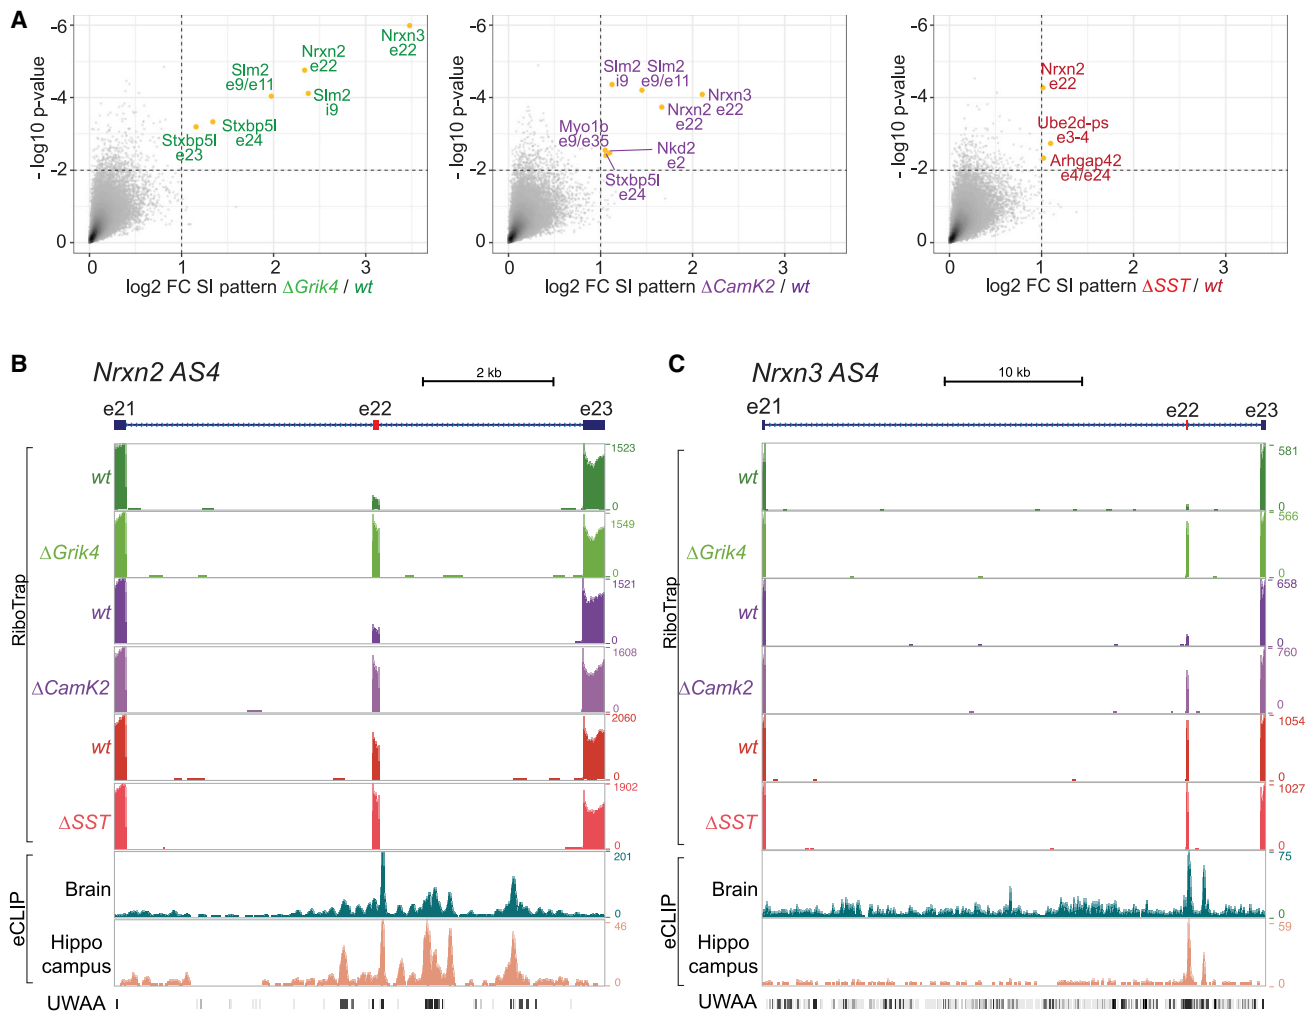 A
- log10 p-value
-6
-4
-2
0
0 1 2 3
Nrxn3
e22
Nrxn2
e22
Slm2
e9/e11
Slm2
i9
Stxbp5l
e24
Stxbp5l
e23
log2 FC SI pattern ΔGrik4 / wt
- log10 p-value
-6
-4
-2
0
0 1 2 3
Slm2
i9
Slm2
e9/e11
Nrxn3
e22
Nrxn2
e22
Myo1b
e9/e35
Nkd2
e2
Stxbp5l
e24
log2 FC SI pattern ΔCamK2 / wt
- log10 p-value
-6
-4
-2
0
0 1 2 3
Nrxn2
e22
Ube2d-ps
e3-4
Arhgap42
e4/e24
log2 FC SI pattern ΔSST / wt
B
Nrxn2 AS4
2 kb
e21 e22 e23
RiboTrap
wt 1523
0
ΔGrik4 1549
0
wt 1521
0
ΔCamK2 1608
0
wt 2060
0
ΔSST 1902
0
eCLIP
Brain 201
0
Hippo
campus 46
0
UWAA
C
Nrxn3 AS4
10 kb
e21 e22 e23
RiboTrap
wt 581
0
ΔGrik4 566
0
wt 658
0
ΔCamk2 760
0
wt 1054
0
ΔSST 1027
0
eCLIP
Brain 75
0
Hippo
campus 59
0
UWAA